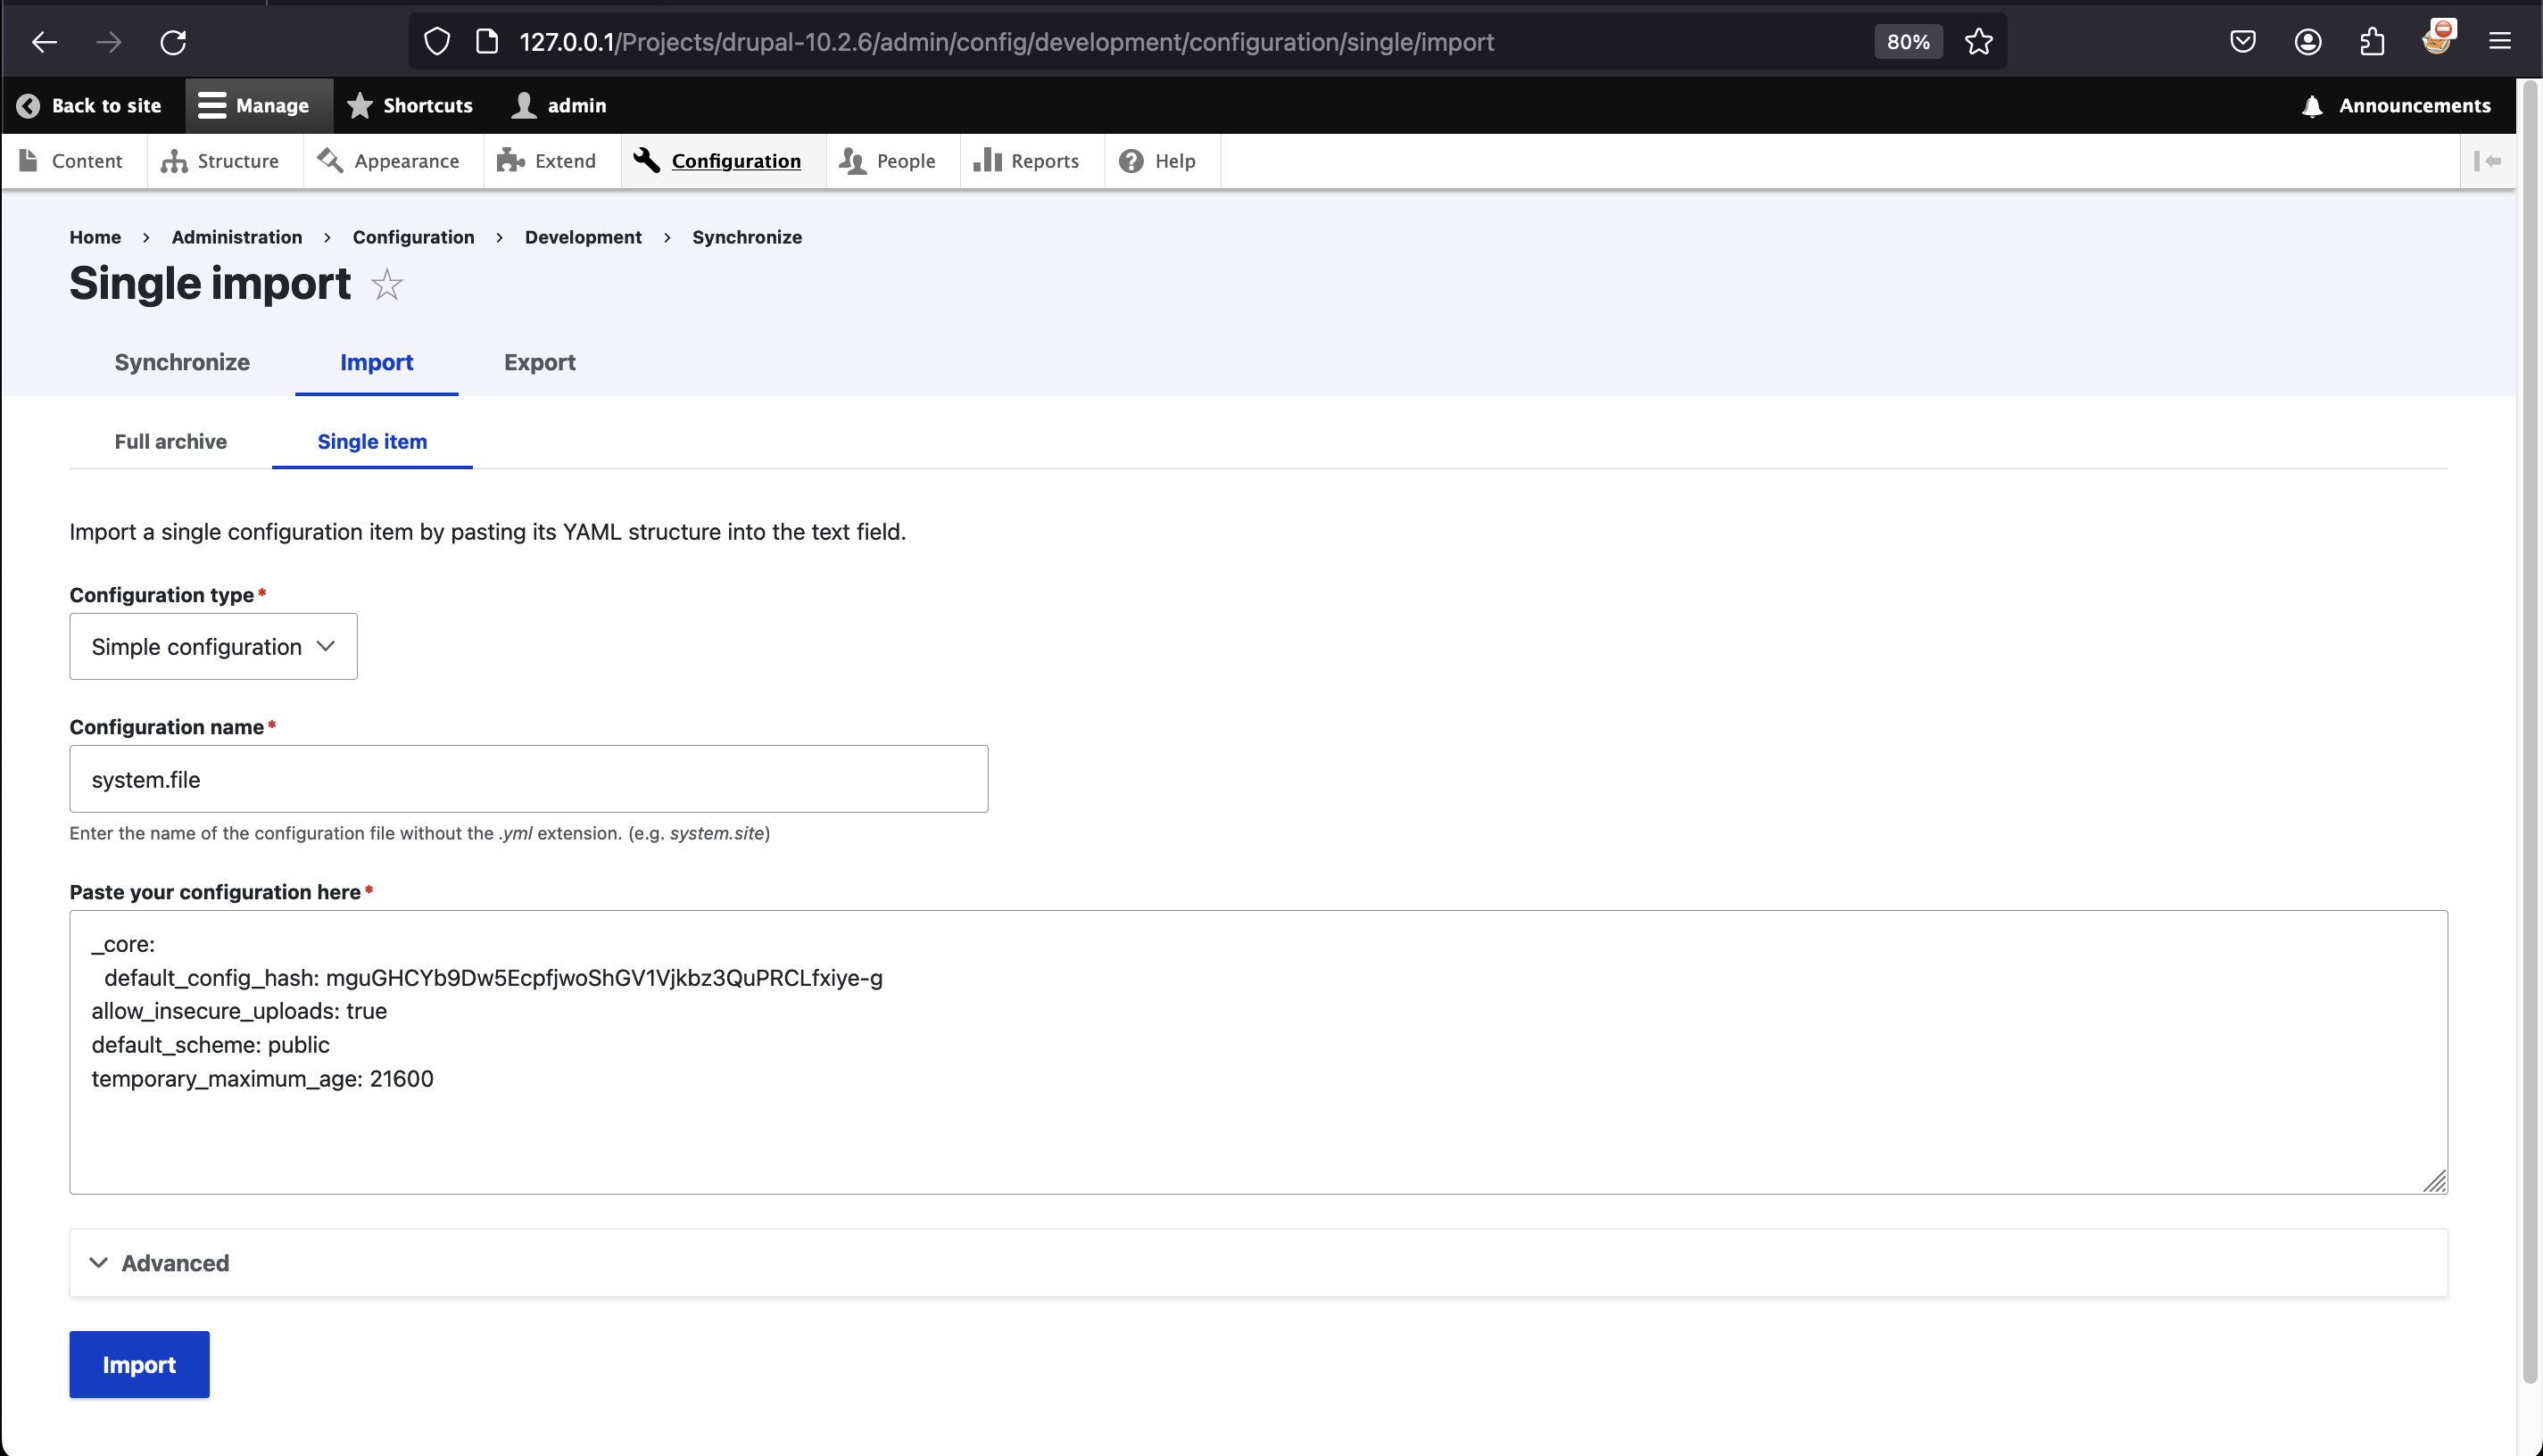 127.0.0.1/Projects/drupal-10.2.6/admin/config/development/configuration/single/import 80%
Back to site Manage Shortcuts admin Announcements
Content Structure Appearance Extend Configuration People Reports Help
Home > Administration > Configuration > Development > Synchronize
Single import
Synchronize Import Export
Full archive Single item
Import a single configuration item by pasting its YAML structure into the text field.
Configuration type*
Simple configuration
Configuration name*
system.file
Enter the name of the configuration file without the .yml extension. (e.g. system.site)
Paste your configuration here*
_core:
default_config_hash: mguGHCYb9Dw5EcpfjwoShGV1Vjkbz3QuPRCLfxiye-g
allow_insecure_uploads: true
default_scheme: public
temporary_maximum_age: 21600
Advanced
Import